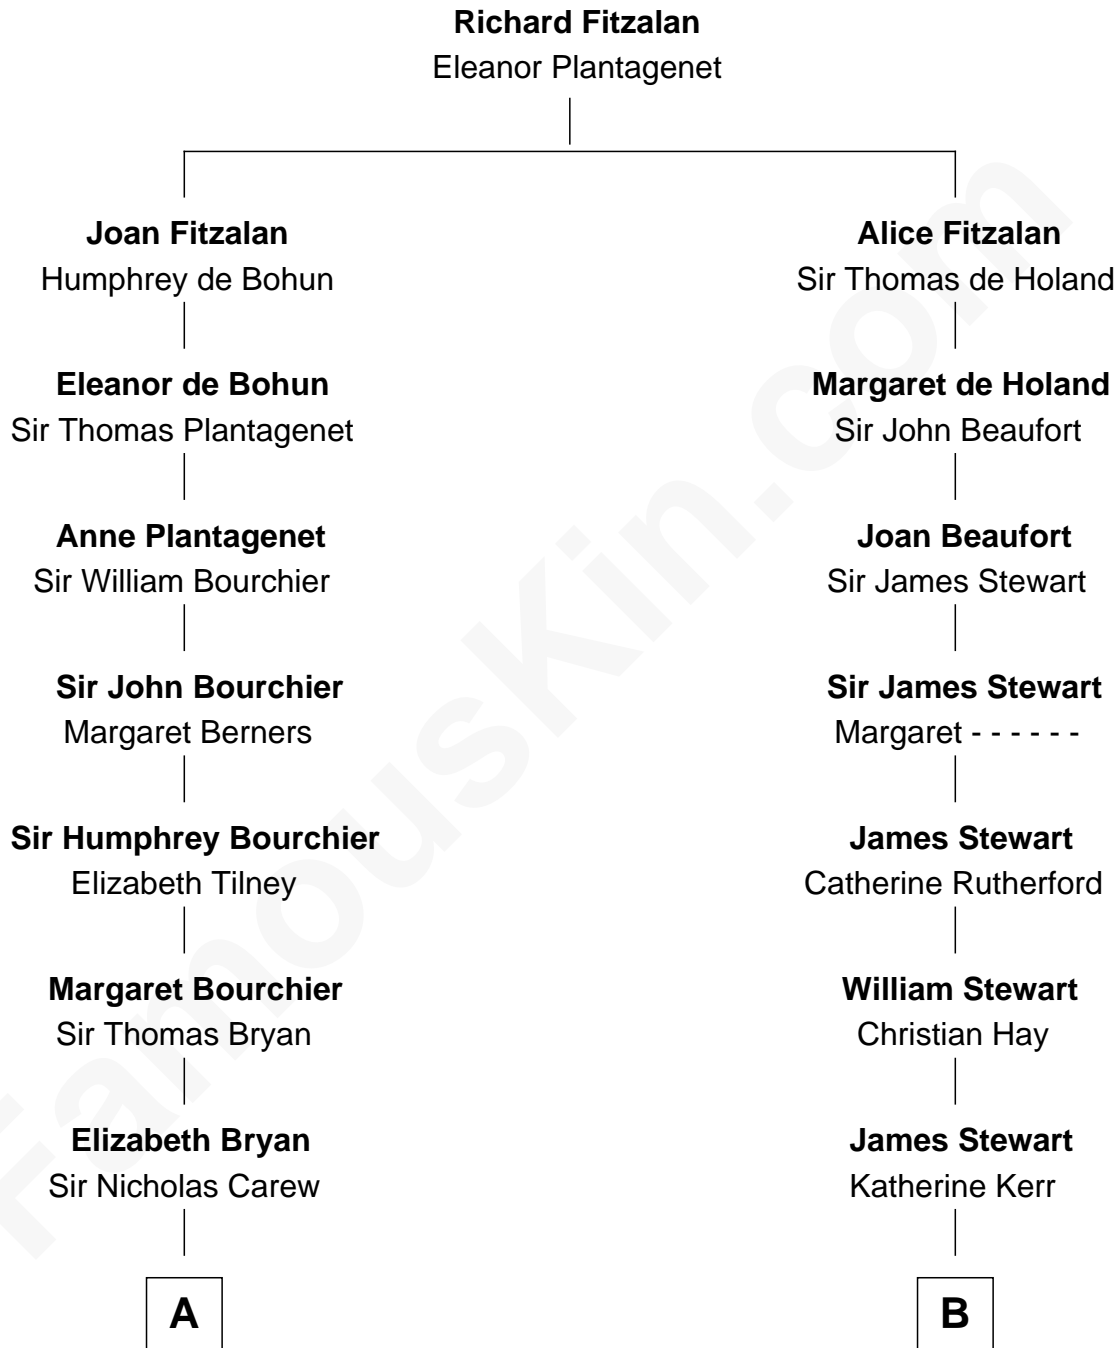 Richard Fitzalan
Eleanor Plantagenet
Joan Fitzalan
Humphrey de Bohun
Alice Fitzalan
Sir Thomas de Holand
Eleanor de Bohun
Sir Thomas Plantagenet
Margaret de Holand
Sir John Beaufort
Anne Plantagenet
Sir William Bourchier
Joan Beaufort
Sir James Stewart
Sir John Bourchier
Margaret Berners
Sir James Stewart
Margaret - - - - - -
Sir Humphrey Bourchier
Elizabeth Tilney
James Stewart
Catherine Rutherford
Margaret Bourchier
Sir Thomas Bryan
William Stewart
Christian Hay
Elizabeth Bryan
Sir Nicholas Carew
James Stewart
Katherine Kerr
A
B
FamousKin.com